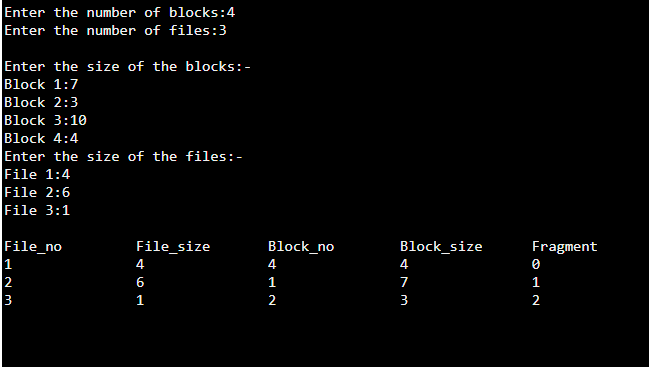 Enter the number of blocks:4
Enter the number of files:3
Enter the size of the blocks:-
Block 1:7
Block 2:3
Block 3:10
Block 4:4
Enter the size of the files:-
File 1:4
File 2:6
File 3:1
File_no File_size Block_no Block_size Fragment
1 4 4 4 0
2 6 1 7 1
3 1 2 3 2